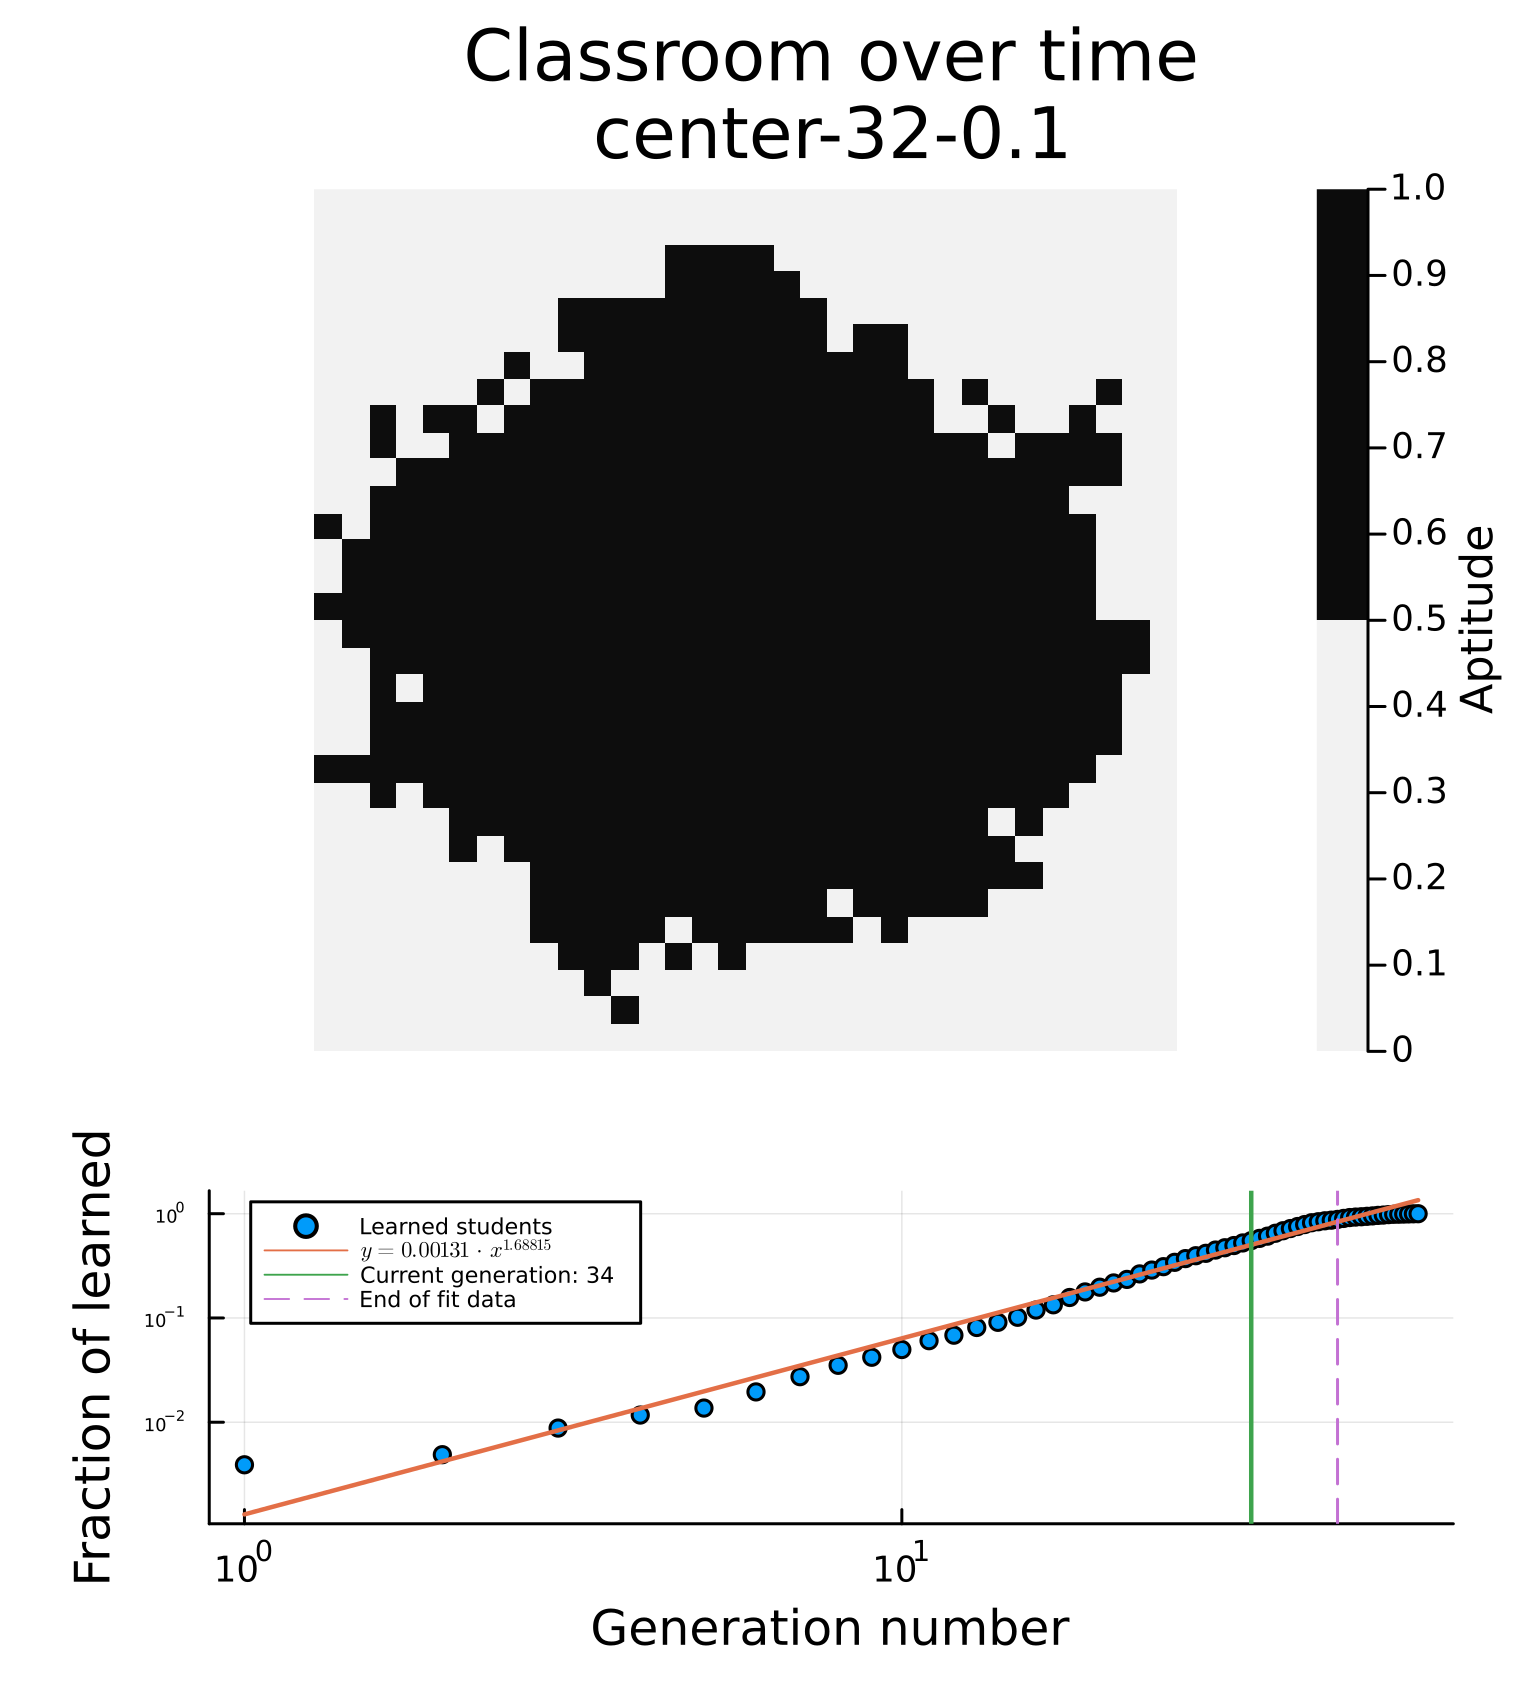 Classroom over time
center-32-0.1
1.0
0.9
0.8
0.7
0.6
0.5
0.4
0.3
0.2
0.1
0
Aptitude
Fraction of learned
10⁰
10⁻¹
10⁻²
Learned students
y = 0.00131 · x^1.68815
Current generation: 34
End of fit data
10⁰
10¹
Generation number